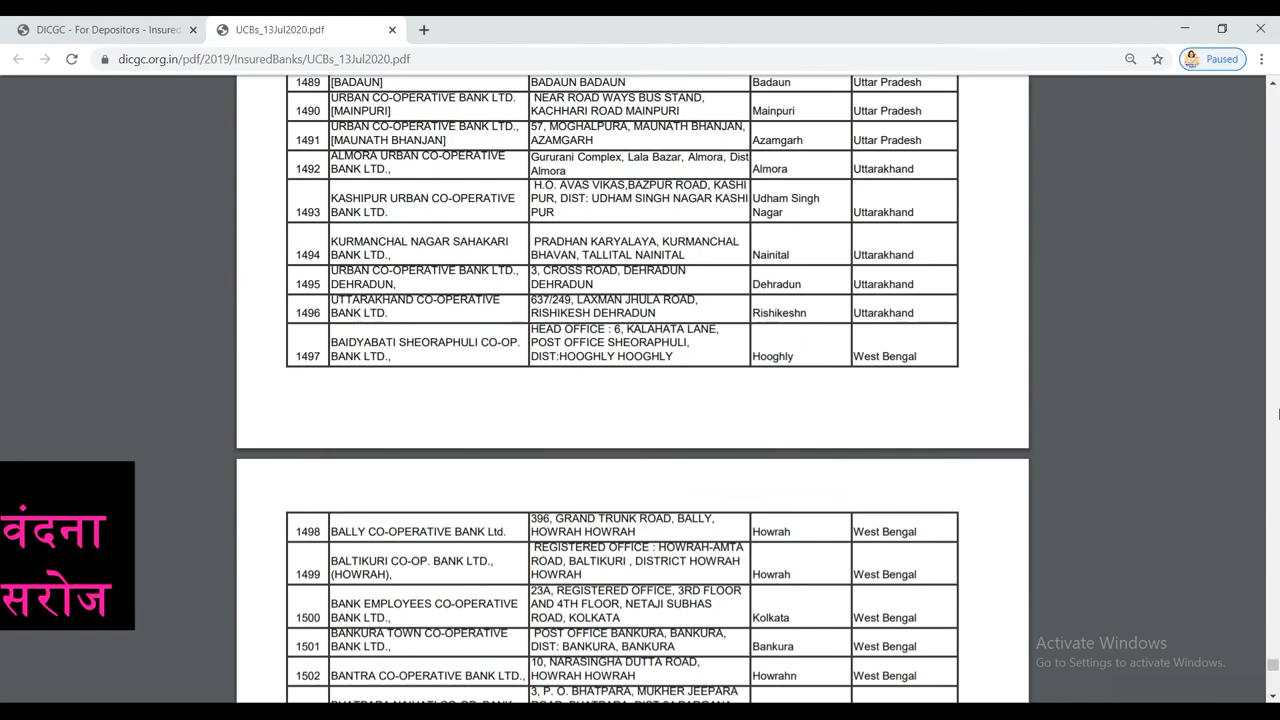 DICGC - For Depositors - Insured
UCBs_13Jul2020.pdf
dicgc.org.in/pdf/2019/InsuredBanks/UCBs_13Jul2020.pdf
Paused
1489 [BADAUN] BADAUN BADAUN Badaun Uttar Pradesh
URBAN CO-OPERATIVE BANK LTD. NEAR ROAD WAYS BUS STAND,
1490 [MAINPURI] KACHHARI ROAD MAINPURI Mainpuri Uttar Pradesh
URBAN CO-OPERATIVE BANK LTD., 57, MOGHALPURA, MAUNATH BHANJAN,
1491 [MAUNATH BHANJAN] AZAMGARH Azamgarh Uttar Pradesh
ALMORA URBAN CO-OPERATIVE Gururani Complex, Lala Bazar, Almora, Dist
1492 BANK LTD., Almora Almora Uttarakhand
H.O. AVAS VIKAS,BAZPUR ROAD, KASHI
KASHIPUR URBAN CO-OPERATIVE PUR, DIST: UDHAM SINGH NAGAR KASHI Udham Singh
1493 BANK LTD. PUR Nagar Uttarakhand
KURMANCHAL NAGAR SAHAKARI PRADHAN KARYALAYA, KURMANCHAL
1494 BANK LTD., BHAVAN, TALLITAL NAINITAL Nainital Uttarakhand
URBAN CO-OPERATIVE BANK LTD., 3, CROSS ROAD, DEHRADUN
1495 DEHRADUN, DEHRADUN Dehradun Uttarakhand
UTTARAKHAND CO-OPERATIVE 637/249, LAXMAN JHULA ROAD,
1496 BANK LTD. RISHIKESH DEHRADUN Rishikeshn Uttarakhand
HEAD OFFICE : 6, KALAHATA LANE,
BAIDYABATI SHEORAPHULI CO-OP. POST OFFICE SHEORAPHULI,
1497 BANK LTD., DIST:HOOGHLY HOOGHLY Hooghly West Bengal
396, GRAND TRUNK ROAD, BALLY,
1498 BALLY CO-OPERATIVE BANK Ltd. HOWRAH HOWRAH Howrah West Bengal
REGISTERED OFFICE : HOWRAH-AMTA
BALTIKURI CO-OP. BANK LTD., ROAD, BALTIKURI , DISTRICT HOWRAH
1499 (HOWRAH), HOWRAH Howrah West Bengal
23A, REGISTERED OFFICE, 3RD FLOOR
BANK EMPLOYEES CO-OPERATIVE AND 4TH FLOOR, NETAJI SUBHAS
1500 BANK LTD., ROAD, KOLKATA Kolkata West Bengal
BANKURA TOWN CO-OPERATIVE POST OFFICE BANKURA, BANKURA,
1501 BANK LTD., DIST: BANKURA, BANKURA Bankura West Bengal
10, NARASINGHA DUTTA ROAD,
1502 BANTRA CO-OPERATIVE BANK LTD., HOWRAH HOWRAH Howrahn West Bengal
3, P. O. BHATPARA, MUKHER JEEPARA
वंदना
सरोज
Activate Windows
Go to Settings to activate Windows.